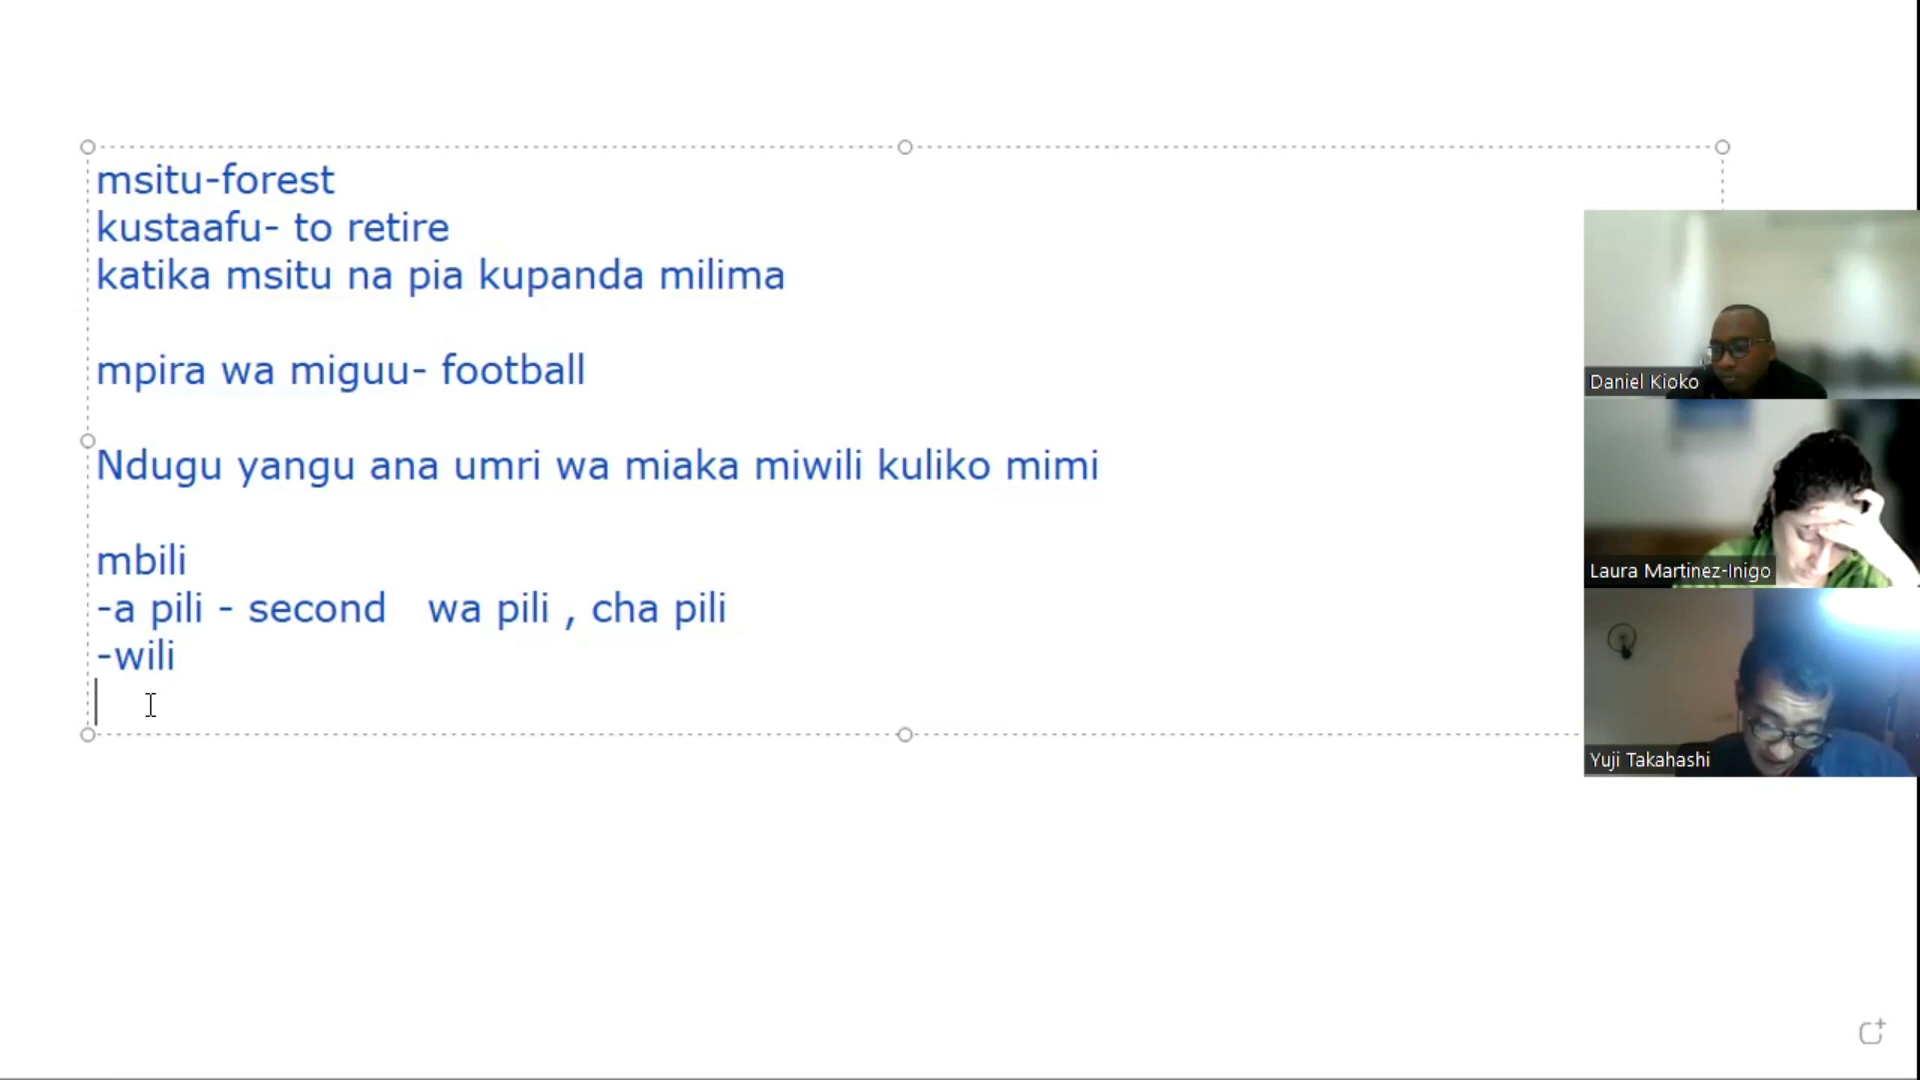 msitu-forest
kustaafu- to retire
katika msitu na pia kupanda milima
mpira wa miguu- football
Ndugu yangu ana umri wa miaka miwili kuliko mimi
mbili
-a pili - second   wa pili , cha pili
-wili
Daniel Kioko
Laura Martinez-Inigo
Yuji Takahashi